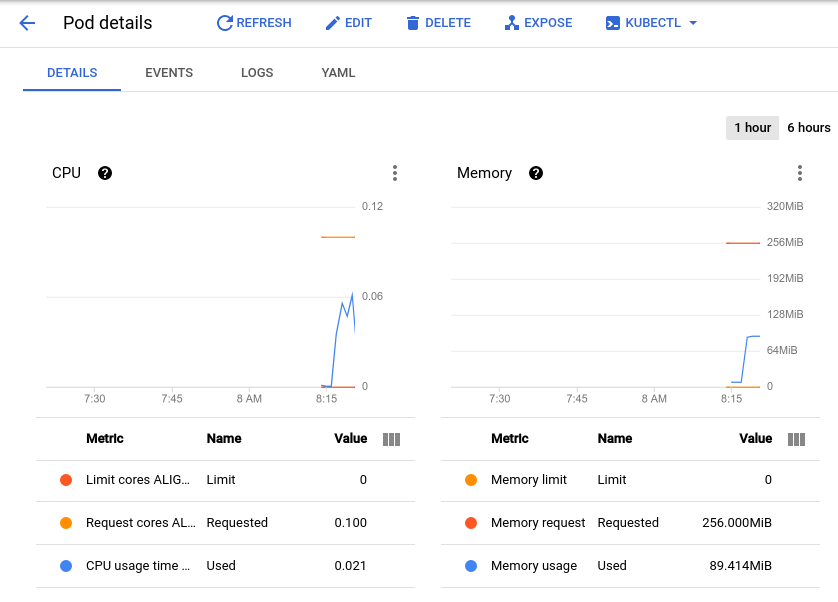 Pod details
REFRESH
EDIT
DELETE
EXPOSE
KUBECTL
DETAILS
EVENTS
LOGS
YAML
1 hour
6 hours
CPU
0.12
0.06
0
7:30
7:45
8 AM
8:15
Metric Name Value
Limit cores ALIG… Limit 0
Request cores AL… Requested 0.100
CPU usage time … Used 0.021
Memory
320MiB
256MiB
192MiB
128MiB
64MiB
0
7:30
7:45
8 AM
8:15
Metric Name Value
Memory limit Limit 0
Memory request Requested 256.000MiB
Memory usage Used 89.414MiB